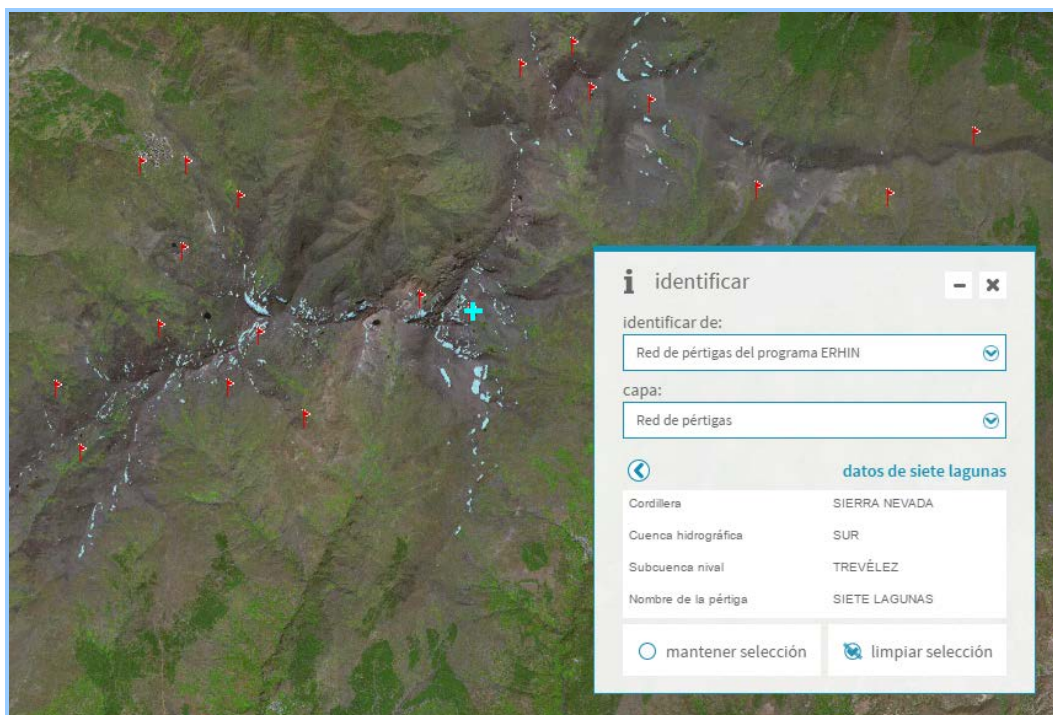 i identificar
identificar de:
Red de pértigas del programa ERHIN
capa:
Red de pértigas
datos de siete lagunas
Cordillera SIERRA NEVADA
Cuenca hidrográfica SUR
Subcuenca nival TREVÉLEZ
Nombre de la pértiga SIETE LAGUNAS
mantener selección limpiar selección